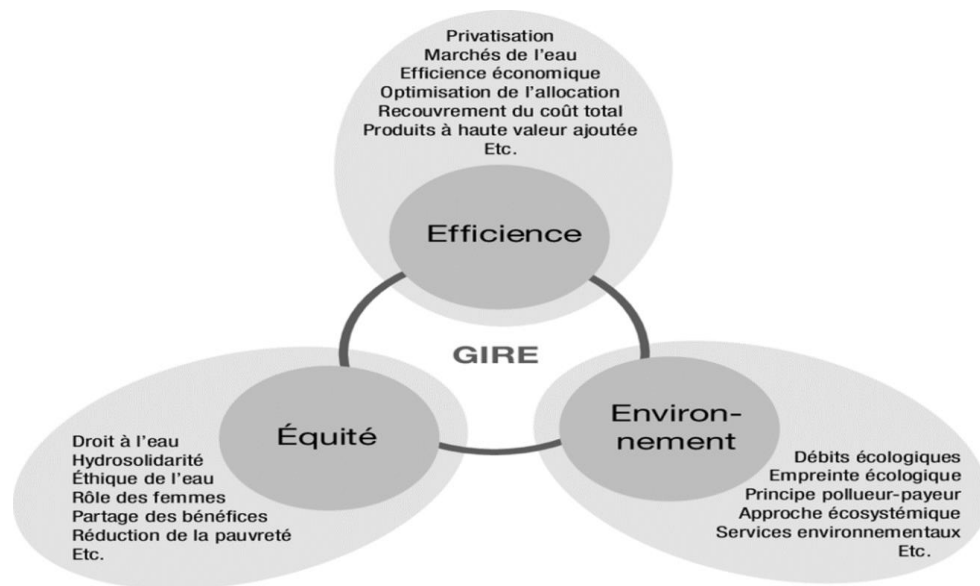 Privatisation
Marchés de l'eau
Efficience économique
Optimisation de l'allocation
Recouvrement du coût total
Produits à haute valeur ajoutée
Etc.
Efficience
GIRE
Équité
Droit à l'eau
Hydrosolidarité
Éthique de l'eau
Rôle des femmes
Partage des bénéfices
Réduction de la pauvreté
Etc.
Environ-
nement
Débits écologiques
Empreinte écologique
Principe pollueur-payeur
Approche écosystémique
Services environnementaux
Etc.